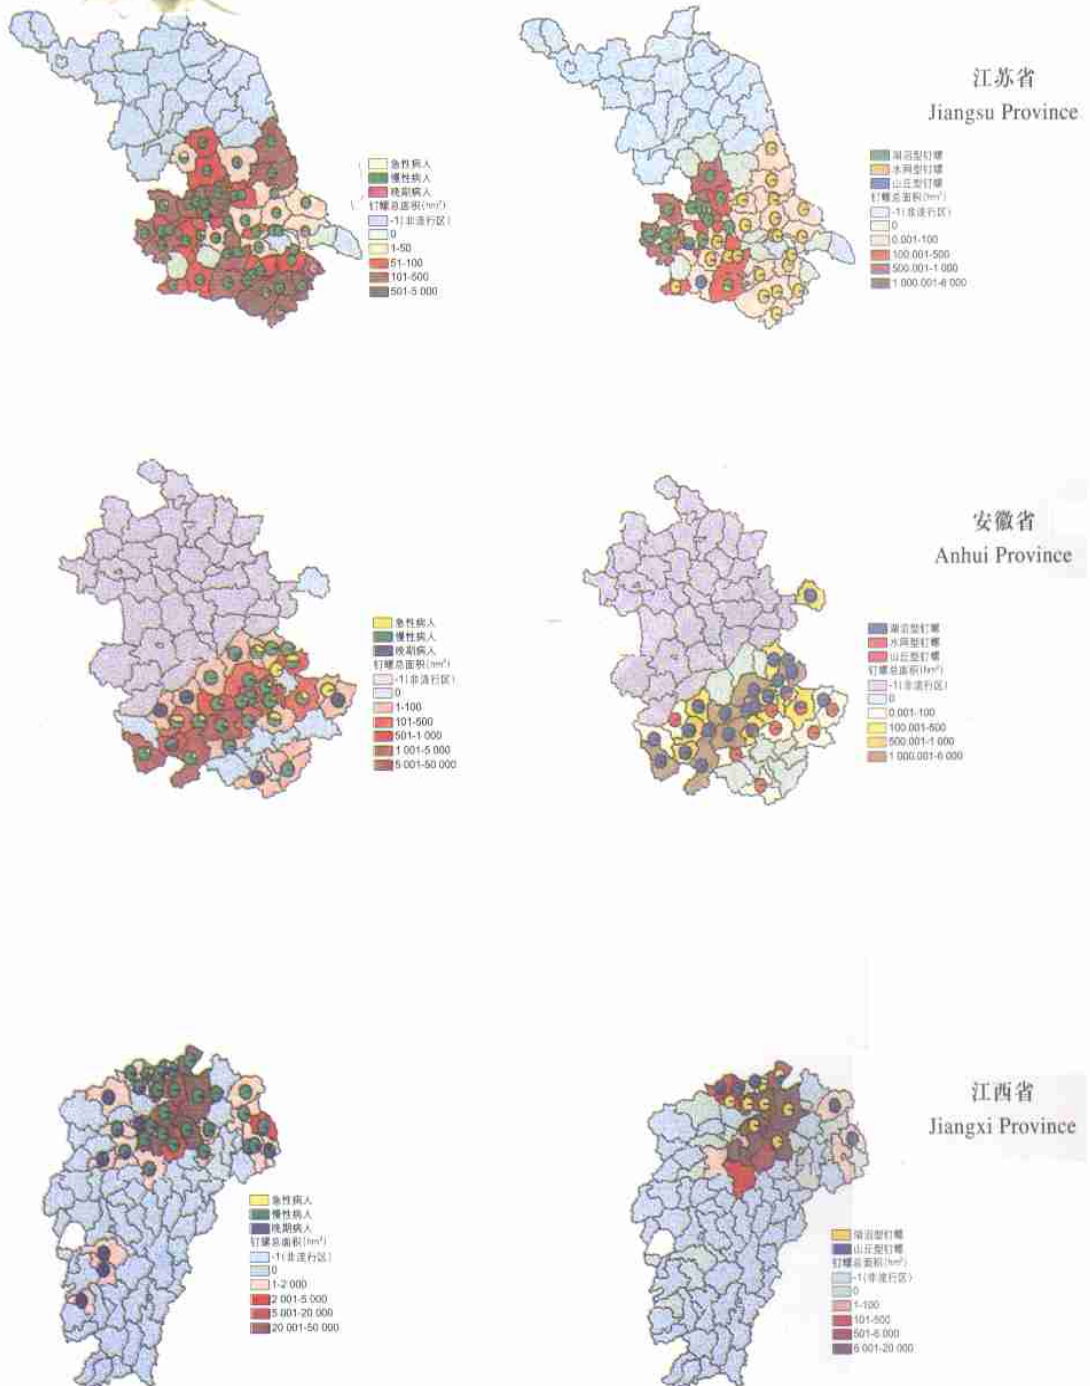 江苏省
Jiangsu Province
急性病人
慢性病人
晚期病人
钉螺总面积(hm²)
-1(非流行区)
0
1-50
51-100
101-500
501-5 000
湖沼型钉螺
水网型钉螺
山丘型钉螺
钉螺总面积(hm²)
-1(非流行区)
0
0.001-100
100.001-500
500.001-1 000
1 000.001-6 000
安徽省
Anhui Province
急性病人
慢性病人
晚期病人
钉螺总面积(hm²)
-1(非流行区)
0
1-100
101-500
501-1 000
1 001-5 000
5 001-50 000
湖沼型钉螺
水网型钉螺
山丘型钉螺
钉螺总面积(hm²)
-1(非流行区)
0
0.001-100
100.001-500
500.001-1 000
1 000.001-6 000
江西省
Jiangxi Province
急性病人
慢性病人
晚期病人
钉螺总面积(hm²)
-1(非流行区)
0
1-2 000
2 001-5 000
5 001-20 000
20 001-50 000
湖沼型钉螺
山丘型钉螺
钉螺总面积(hm²)
-1(非流行区)
0
1-100
101-500
501-6 000
6 001-20 000